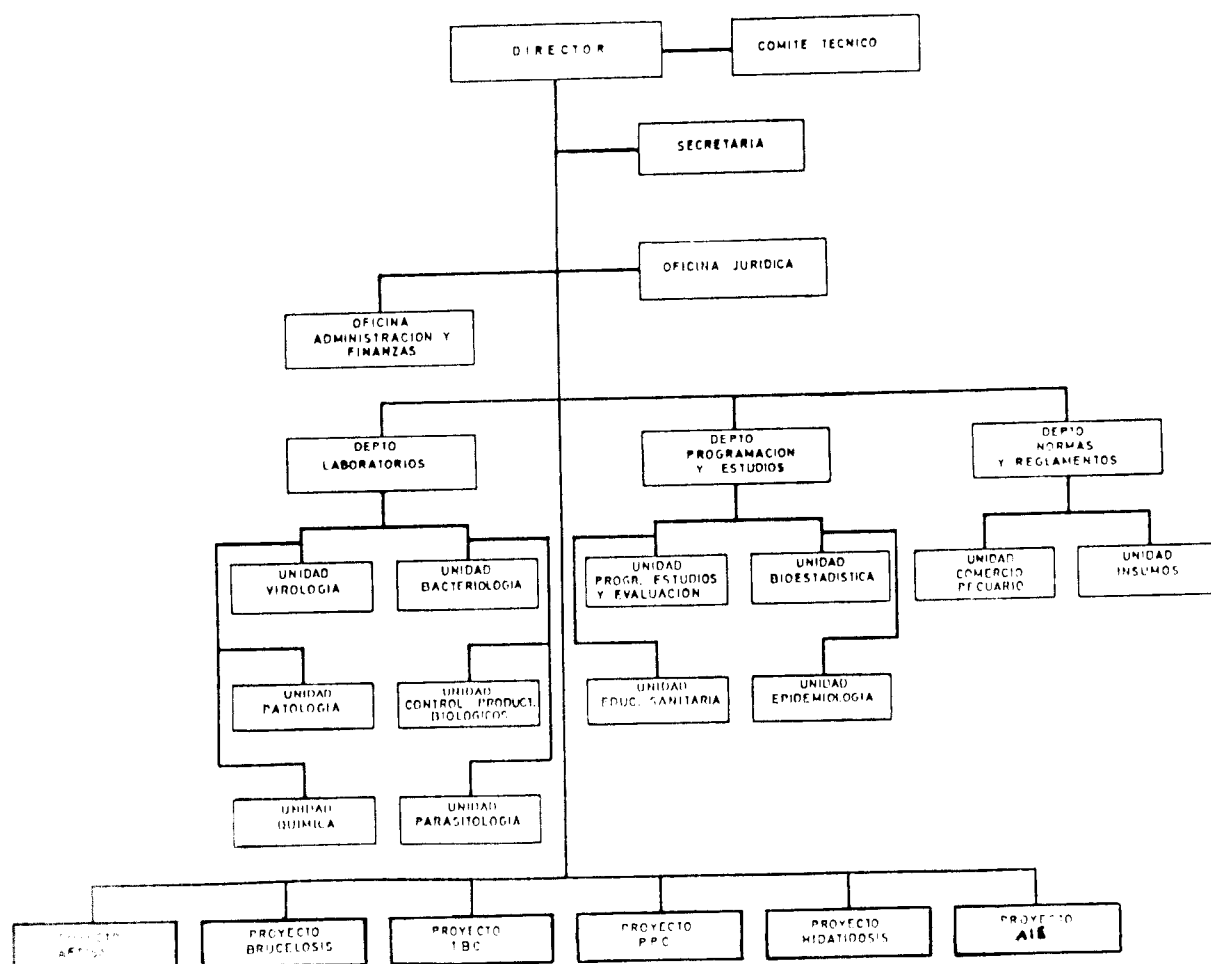 DIRECTOR
COMITE TECNICO
SECRETARIA
OFICINA JURIDICA
OFICINA
ADMINISTRACION Y
FINANZAS
DEPTO
LABORATORIOS
DEPTO
PROGRAMACION
Y ESTUDIOS
DEPTO
NORMAS
Y REGLAMENTOS
UNIDAD
VIROLOGIA
UNIDAD
BACTERIOLOGIA
UNIDAD
PROGR. ESTUDIOS
Y EVALUACION
UNIDAD
BIOESTADISTICA
UNIDAD
COMERCIO
PECUARIO
UNIDAD
INSUMOS
UNIDAD
PATOLOGIA
UNIDAD
CONTROL PRODUCT.
BIOLOGICOS
UNIDAD
EDUC. SANITARIA
UNIDAD
EPIDEMIOLOGIA
UNIDAD
QUIMICA
UNIDAD
PARASITOLOGIA
PROYECTO
BRUCELOSIS
PROYECTO
TBC
PROYECTO
PPC
PROYECTO
HIDATIDOSIS
PROYECTO
AIE